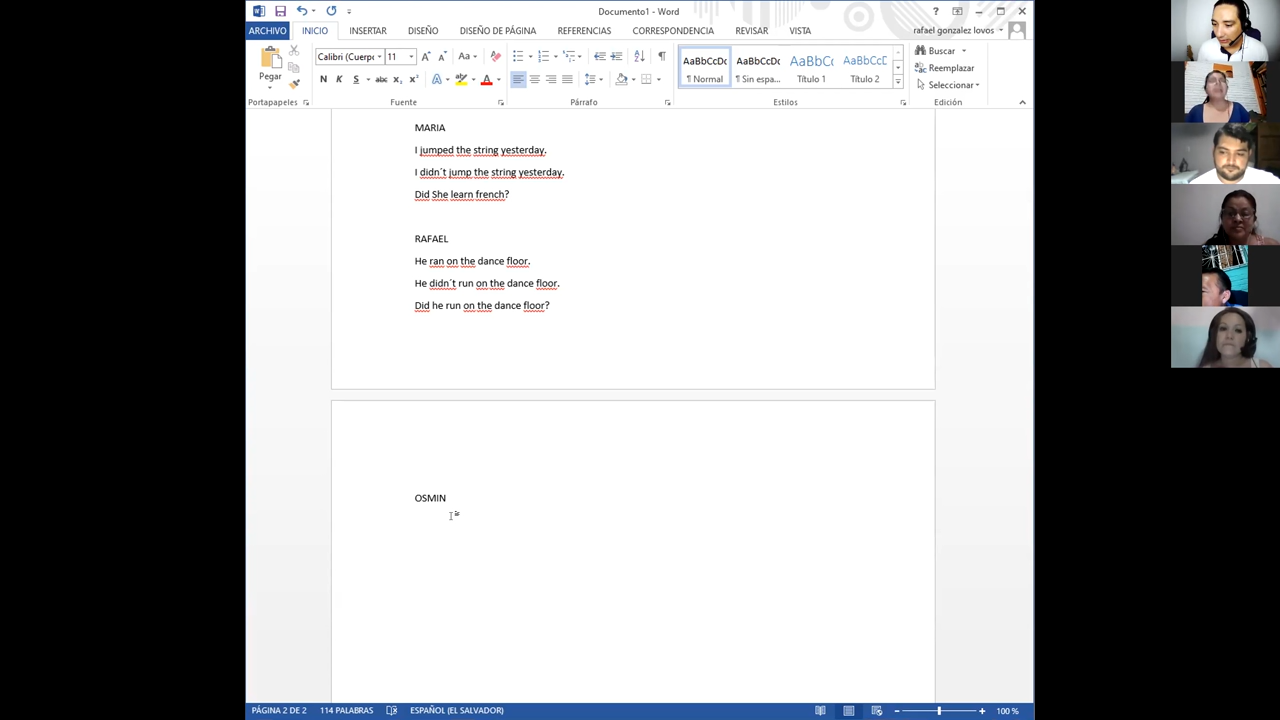 Documento1 - Word
ARCHIVO INICIO INSERTAR DISEÑO DISEÑO DE PÁGINA REFERENCIAS CORRESPONDENCIA REVISAR VISTA rafael gonzalez lovos
Pegar
Calibri (Cuerpo 11
Portapapeles Fuente Párrafo Estilos Edición
AaBbCcDc AaBbCcDc AaBbCc AaBbCcC
¶ Normal ¶ Sin espa... Título 1 Título 2
Buscar
Reemplazar
Seleccionar
MARIA
I jumped the string yesterday.
I didn´t jump the string yesterday.
Did She learn french?
RAFAEL
He ran on the dance floor.
He didn´t run on the dance floor.
Did he run on the dance floor?
OSMIN
PÁGINA 2 DE 2 114 PALABRAS ESPAÑOL (EL SALVADOR) 100 %